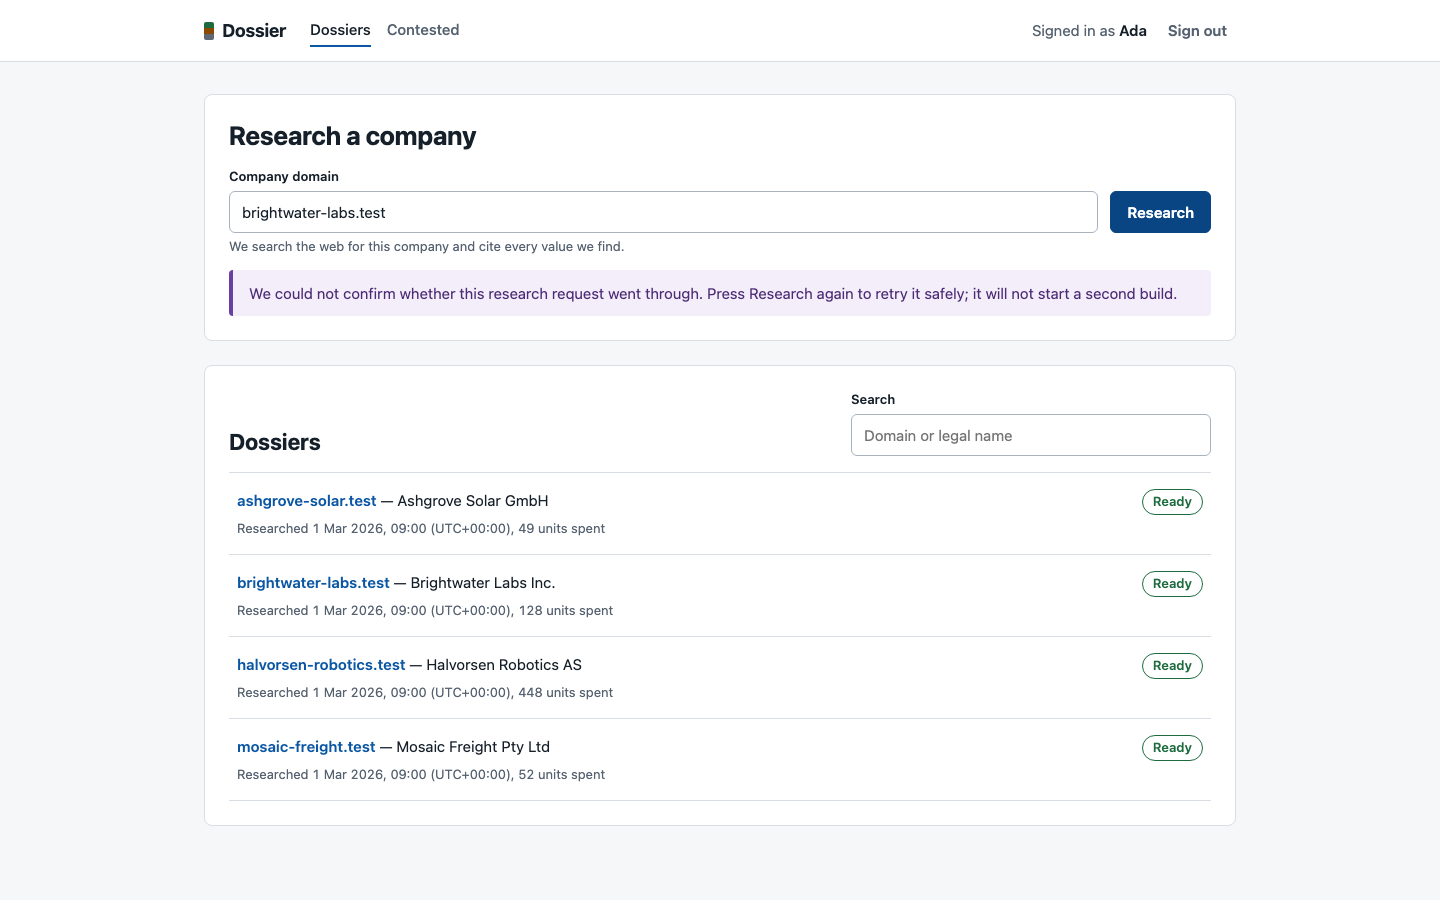 Dossier
Dossiers
Contested
Signed in as Ada
Sign out
Research a company
Company domain
brightwater-labs.test
Research
We search the web for this company and cite every value we find.
We could not confirm whether this research request went through. Press Research again to retry it safely; it will not start a second build.
Search
Dossiers
Domain or legal name
ashgrove-solar.test — Ashgrove Solar GmbH
Ready
Researched 1 Mar 2026, 09:00 (UTC+00:00), 49 units spent
brightwater-labs.test — Brightwater Labs Inc.
Ready
Researched 1 Mar 2026, 09:00 (UTC+00:00), 128 units spent
halvorsen-robotics.test — Halvorsen Robotics AS
Ready
Researched 1 Mar 2026, 09:00 (UTC+00:00), 448 units spent
mosaic-freight.test — Mosaic Freight Pty Ltd
Ready
Researched 1 Mar 2026, 09:00 (UTC+00:00), 52 units spent